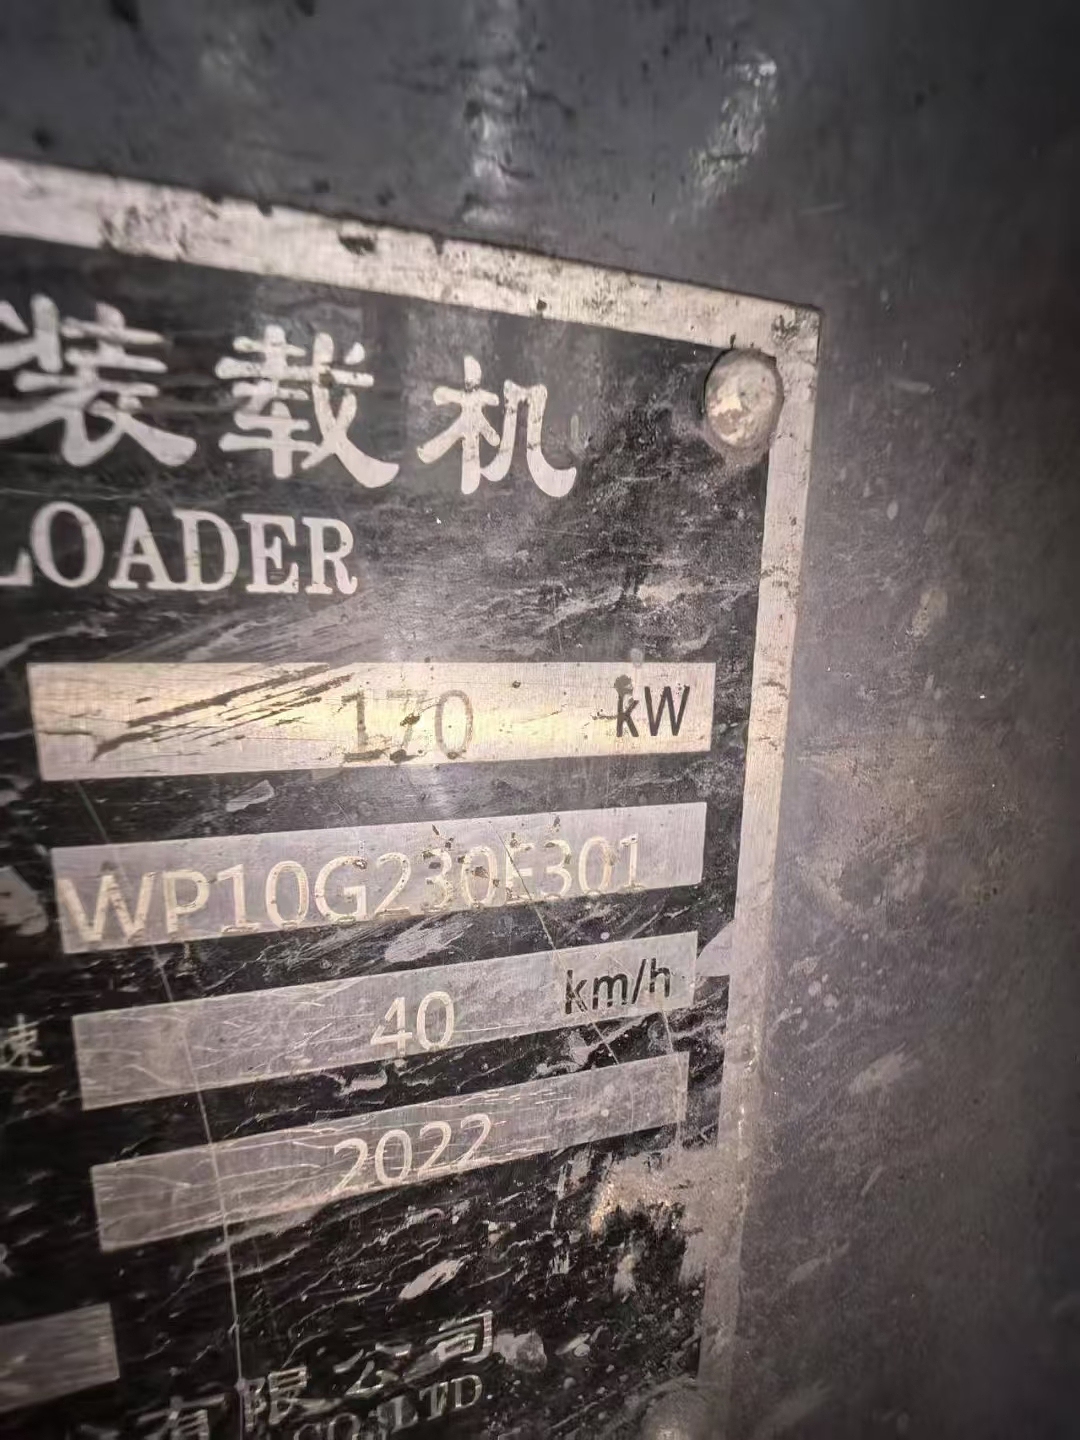 装载机
LOADER
170 kW
WP10G230E301
40 km/h
速
2022
有限公司
CO.,LTD.